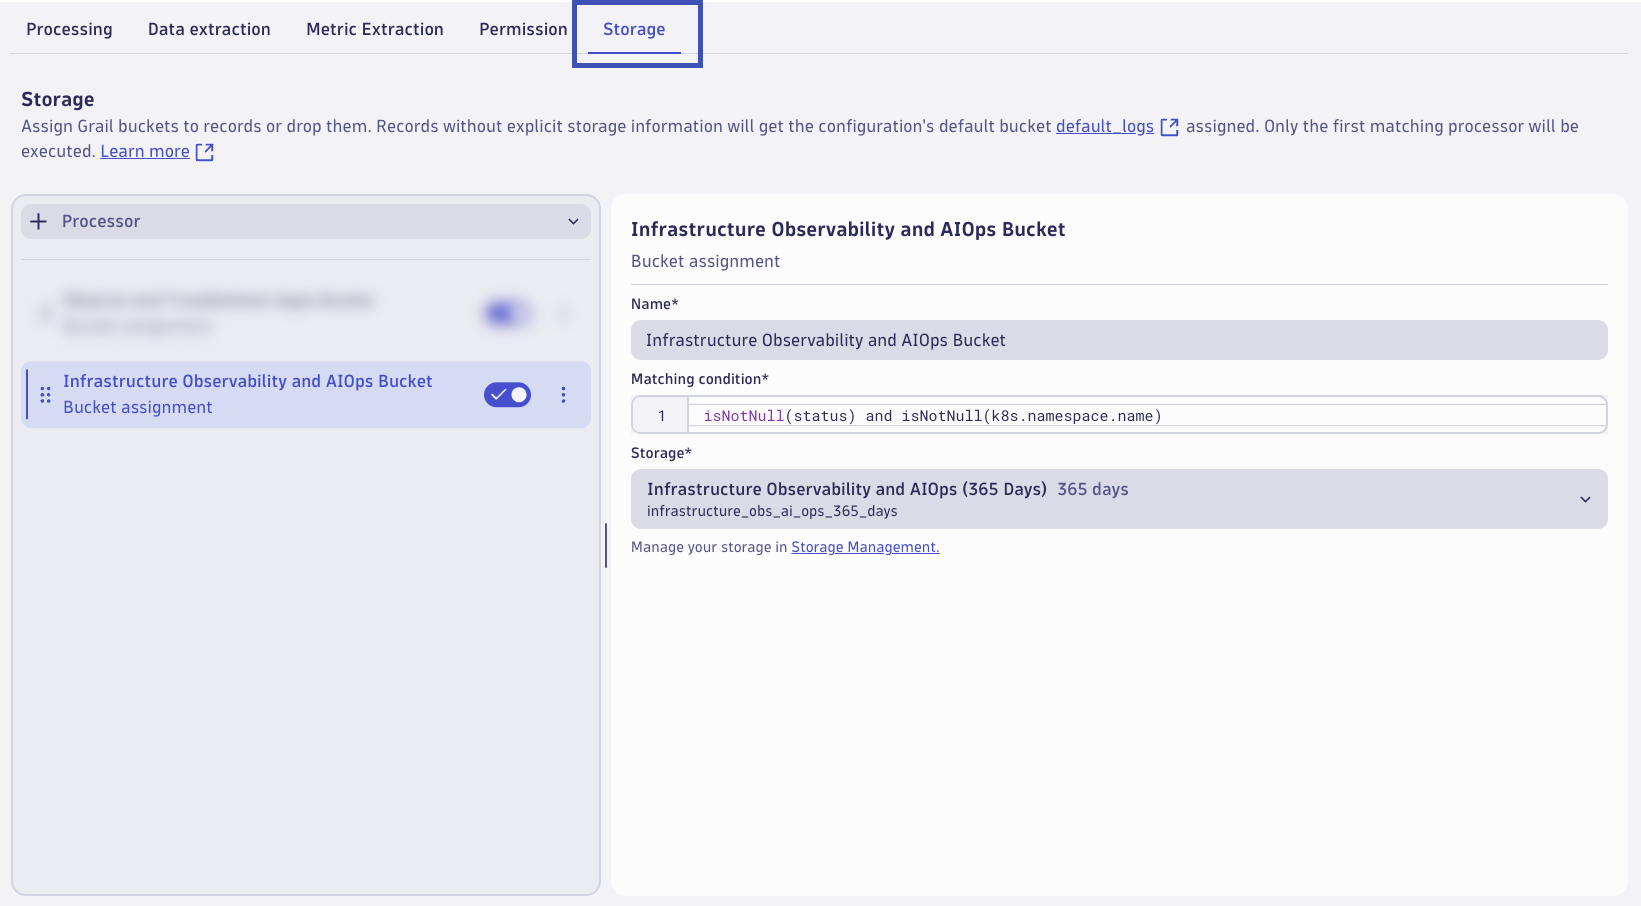 Processing Data extraction Metric Extraction Permission Storage
Storage
Assign Grail buckets to records or drop them. Records without explicit storage information will get the configuration's default bucket default_logs assigned. Only the first matching processor will be
executed. Learn more
Processor
Infrastructure Observability and AIOps Bucket
Bucket assignment
Infrastructure Observability and AIOps Bucket
Bucket assignment
Name*
Infrastructure Observability and AIOps Bucket
Matching condition*
1 isNotNull(status) and isNotNull(k8s.namespace.name)
Storage*
Infrastructure Observability and AIOps (365 Days) 365 days
infrastructure_obs_ai_ops_365_days
Manage your storage in Storage Management.